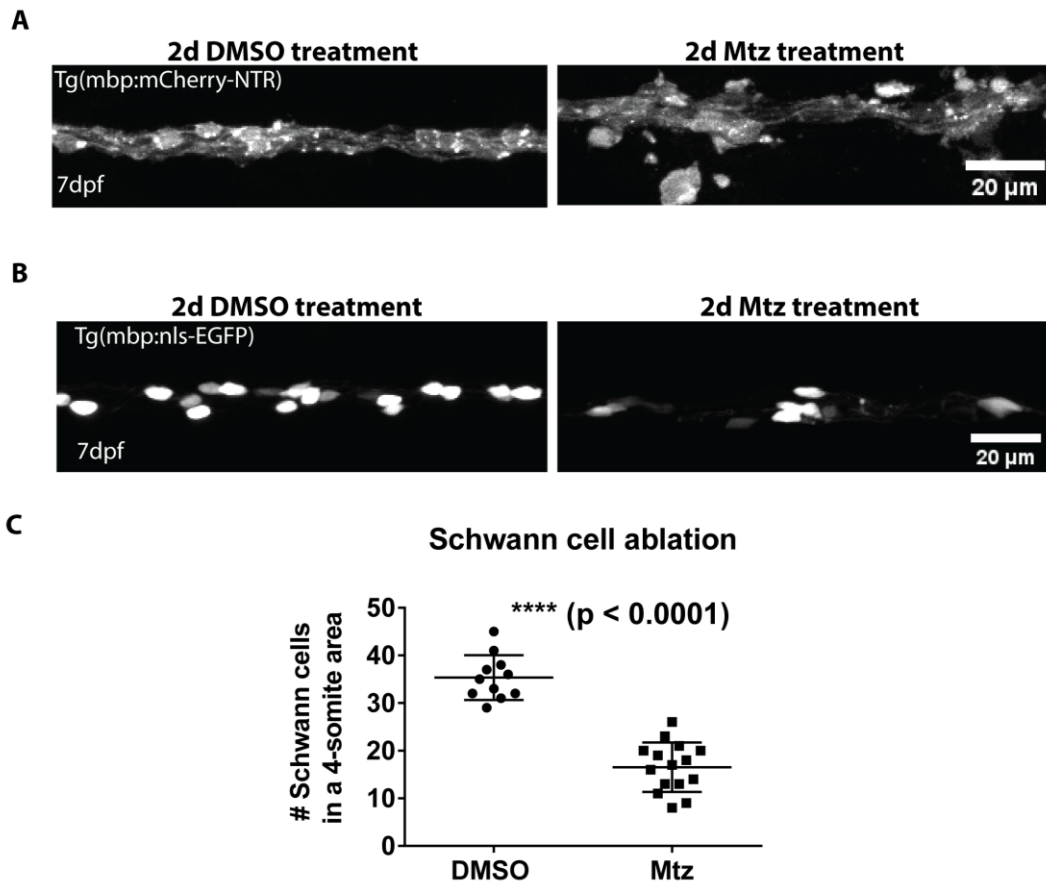 A
2d DMSO treatment
2d Mtz treatment
Tg(mbp:mCherry-NTR)
7dpf
20 µm
B
2d DMSO treatment
2d Mtz treatment
Tg(mbp:nls-EGFP)
7dpf
20 µm
C
Schwann cell ablation
**** (p < 0.0001)
# Schwann cells
in a 4-somite area
50
40
30
20
10
0
DMSO
Mtz